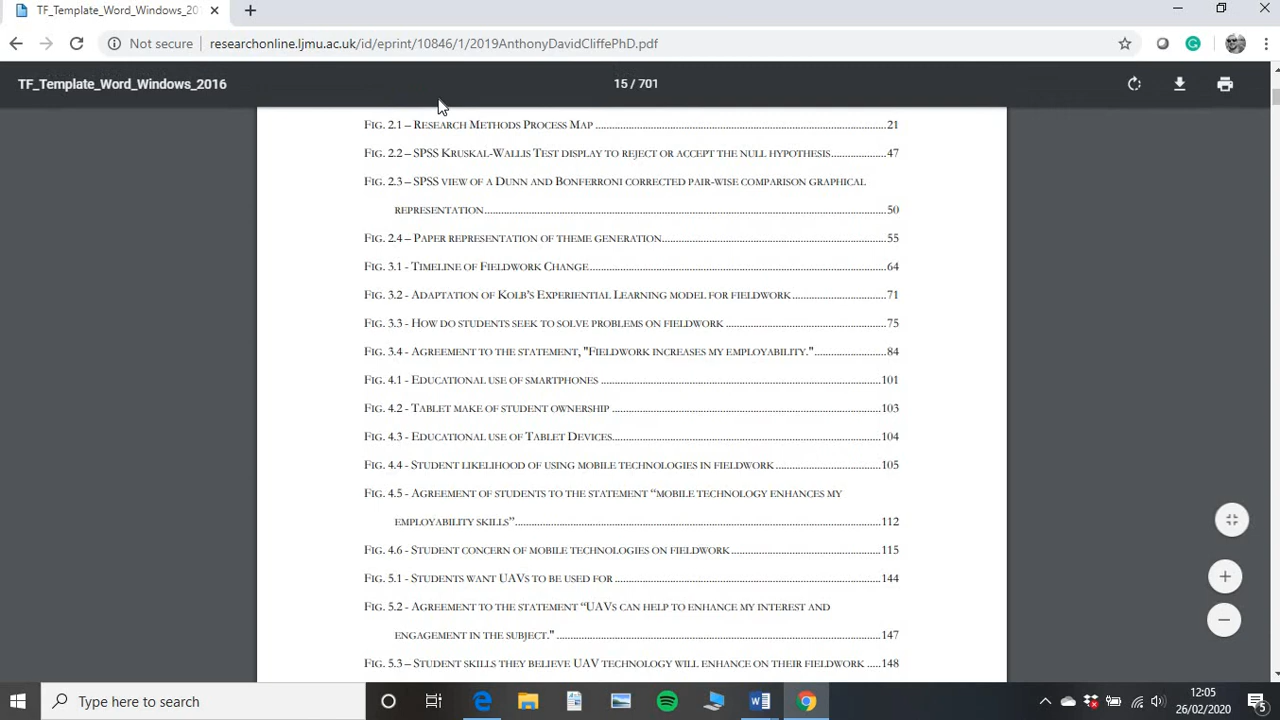 TF_Template_Word_Windows_20
Not secure researchonline.ljmu.ac.uk/id/eprint/10846/1/2019AnthonyDavidCliffePhD.pdf
TF_Template_Word_Windows_2016 15 / 701
FIG. 2.1 – RESEARCH METHODS PROCESS MAP ........ 21
FIG. 2.2 – SPSS KRUSKAL-WALLIS TEST DISPLAY TO REJECT OR ACCEPT THE NULL HYPOTHESIS........ 47
FIG. 2.3 – SPSS VIEW OF A DUNN AND BONFERRONI CORRECTED PAIR-WISE COMPARISON GRAPHICAL
REPRESENTATION........ 50
FIG. 2.4 – PAPER REPRESENTATION OF THEME GENERATION........ 55
FIG. 3.1 - TIMELINE OF FIELDWORK CHANGE........ 64
FIG. 3.2 - ADAPTATION OF KOLB'S EXPERIENTIAL LEARNING MODEL FOR FIELDWORK ........ 71
FIG. 3.3 - HOW DO STUDENTS SEEK TO SOLVE PROBLEMS ON FIELDWORK ........ 75
FIG. 3.4 - AGREEMENT TO THE STATEMENT, "FIELDWORK INCREASES MY EMPLOYABILITY."........ 84
FIG. 4.1 - EDUCATIONAL USE OF SMARTPHONES ........ 101
FIG. 4.2 - TABLET MAKE OF STUDENT OWNERSHIP ........ 103
FIG. 4.3 - EDUCATIONAL USE OF TABLET DEVICES........ 104
FIG. 4.4 - STUDENT LIKELIHOOD OF USING MOBILE TECHNOLOGIES IN FIELDWORK ........ 105
FIG. 4.5 - AGREEMENT OF STUDENTS TO THE STATEMENT “MOBILE TECHNOLOGY ENHANCES MY
EMPLOYABILITY SKILLS”........ 112
FIG. 4.6 - STUDENT CONCERN OF MOBILE TECHNOLOGIES ON FIELDWORK ........ 115
FIG. 5.1 - STUDENTS WANT UAVS TO BE USED FOR ........ 144
FIG. 5.2 - AGREEMENT TO THE STATEMENT “UAVS CAN HELP TO ENHANCE MY INTEREST AND
ENGAGEMENT IN THE SUBJECT." ........ 147
FIG. 5.3 – STUDENT SKILLS THEY BELIEVE UAV TECHNOLOGY WILL ENHANCE ON THEIR FIELDWORK .....148
Type here to search
12:05
26/02/2020
5